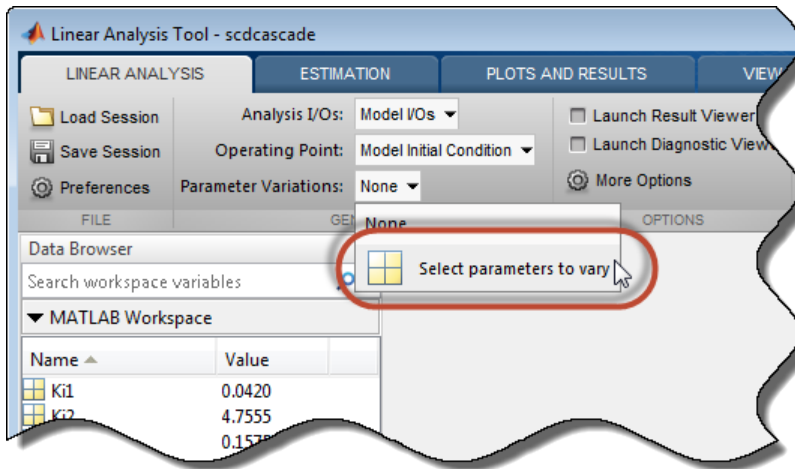 Linear Analysis Tool - scdcascade
LINEAR ANALYSIS ESTIMATION PLOTS AND RESULTS VIEW
Load Session Analysis I/Os: Model I/Os Launch Result Viewer
Save Session Operating Point: Model Initial Condition Launch Diagnostic
Preferences Parameter Variations: None More Options
FILE OPTIONS
None
Select parameters to vary
Data Browser
Search workspace variables
MATLAB Workspace
Name Value
Ki1 0.0420
Ki2 4.7555